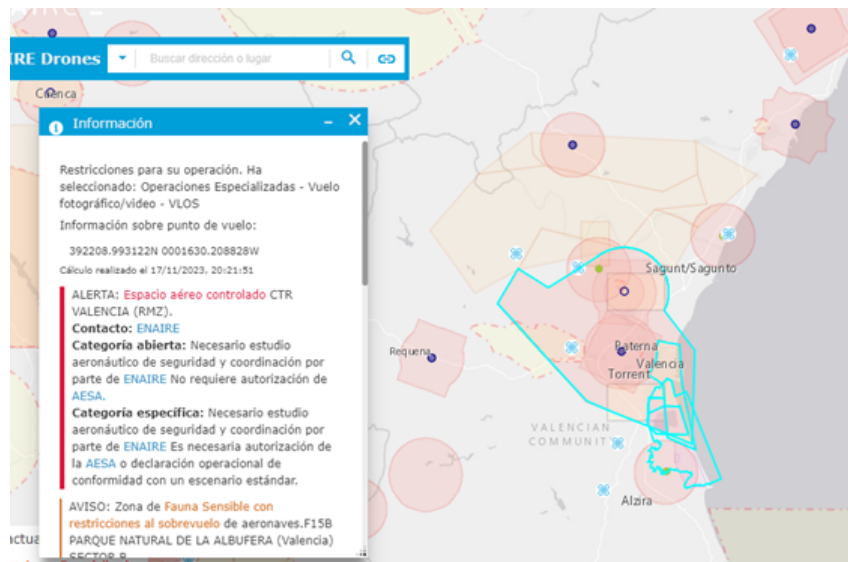 AIRE
IRE Drones
Buscar dirección o lugar
Cuenca
Información
Restricciones para su operación. Ha
seleccionado: Operaciones Especializadas - Vuelo
fotográfico/video - VLOS
Información sobre punto de vuelo:
392208.993122N 0001630.208828W
Cálculo realizado el 17/11/2023, 20:21:51
ALERTA: Espacio aéreo controlado CTR
VALENCIA (RMZ).
Contacto: ENAIRE
Categoría abierta: Necesario estudio
aeronáutico de seguridad y coordinación por
parte de ENAIRE No requiere autorización de
AESA.
Categoría específica: Necesario estudio
aeronáutico de seguridad y coordinación por
parte de ENAIRE Es necesaria autorización de
la AESA o declaración operacional de
conformidad con un escenario estándar.
AVISO: Zona de Fauna Sensible con
restricciones al sobrevuelo de aeronaves.F15B
PARQUE NATURAL DE LA ALBUFERA (Valencia)
SECTOR B
actua
Sagunt/Sagunto
Requena
Paterna
Valencia
Torrent
VALENCIAN
COMMUNIT
Alzira